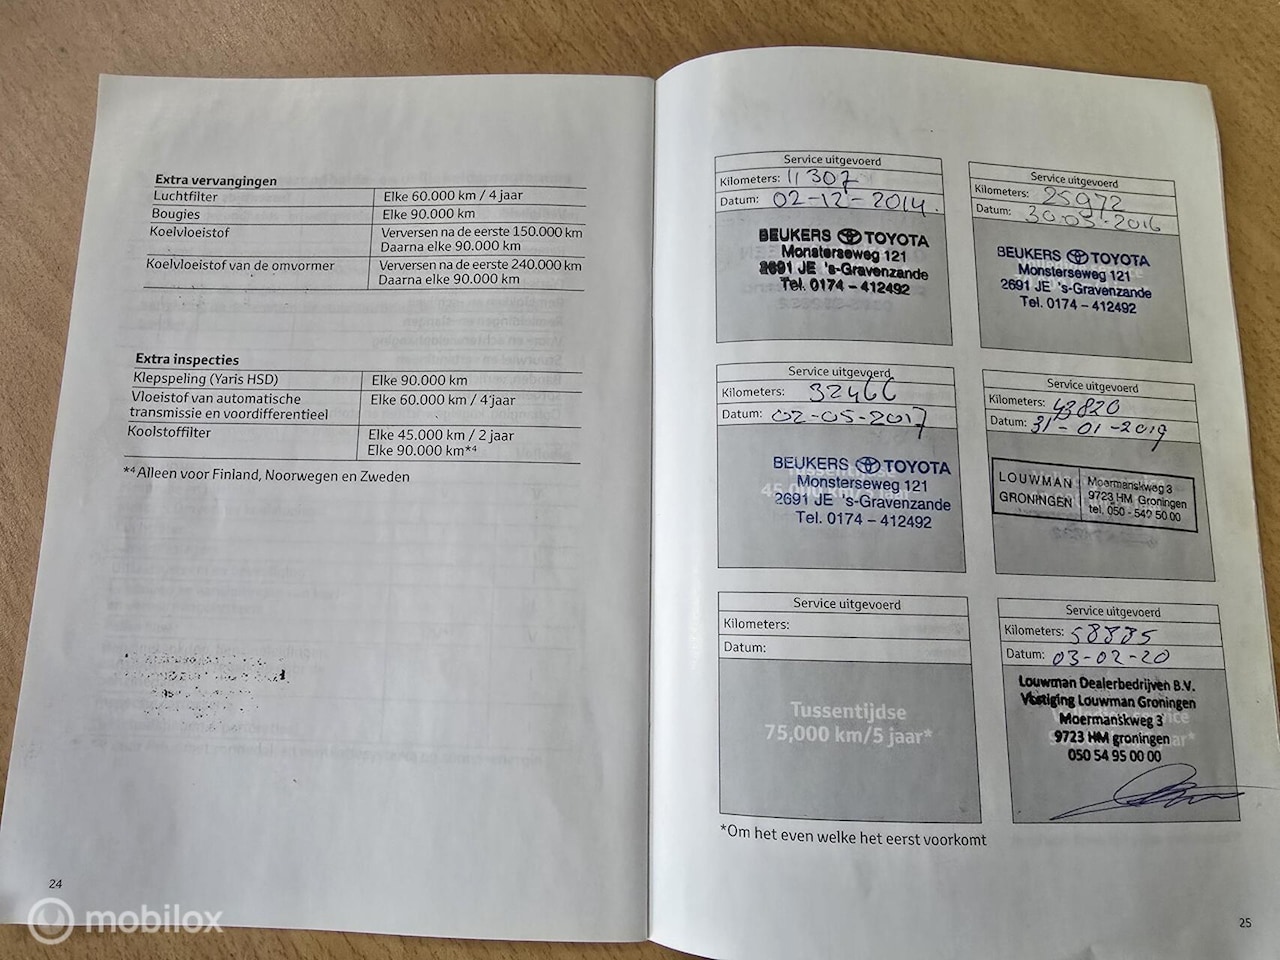 Extra vervangingen
Luchtfilter Elke 60.000 km / 4 jaar
Bougies Elke 90.000 km
Koelvloeistof Verversen na de eerste 150.000 km
Daarna elke 90.000 km
Koelvloeistof van de omvormer Verversen na de eerste 240.000 km
Daarna elke 90.000 km
Extra inspecties
Klepspeling (Yaris HSD) Elke 90.000 km
Vloeistof van automatische Elke 60.000 km / 4 jaar
transmissie en voordifferentieel
Koolstoffilter Elke 45.000 km / 2 jaar
Elke 90.000 km*4
*4 Alleen voor Finland, Noorwegen en Zweden
24
Service uitgevoerd
Kilometers: 11307
Datum: 02-12-2014.
BEUKERS TOYOTA
Monsterseweg 121
2691 JE 's-Gravenzande
Tel. 0174 - 412492
Service uitgevoerd
Kilometers: 25972
Datum: 30-03-2016
BEUKERS TOYOTA
Monsterseweg 121
2691 JE 's-Gravenzande
Tel. 0174 - 412492
Service uitgevoerd
Kilometers: 32466
Datum: 02-05-2017
BEUKERS TOYOTA
Monsterseweg 121
2691 JE 's-Gravenzande
Tel. 0174 - 412492
Service uitgevoerd
Kilometers: 43820
Datum: 31-01-2019
LOUWMAN GRONINGEN
Moermanskweg 3
9723 HM Groningen
tel. 050 - 549 50 00
Service uitgevoerd
Kilometers:
Datum:
Tussentijdse
75,000 km/5 jaar*
Service uitgevoerd
Kilometers: 58885
Datum: 03-02-20
Louwman Dealerbedrijven B.V.
Vestiging Louwman Groningen
Moermanskweg 3
9723 HM groningen
050 54 95 00 00
*Om het even welke het eerst voorkomt
25
mobilox